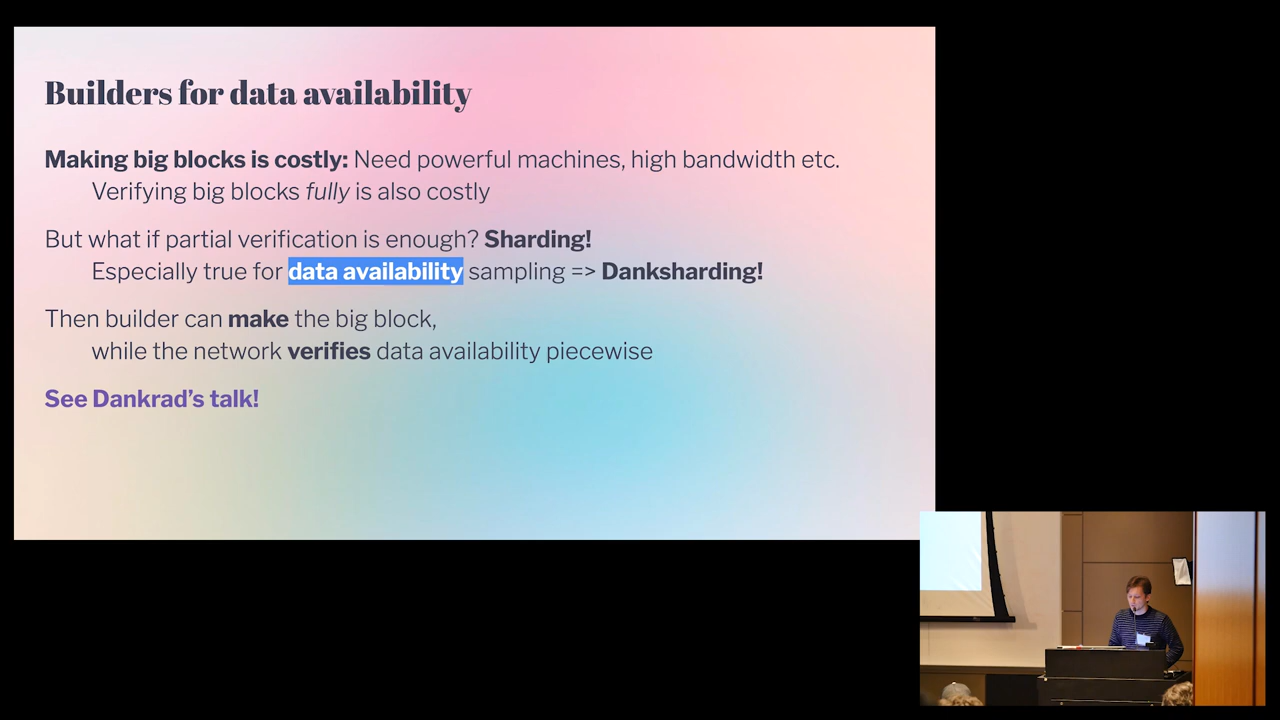 Builders for data availability
Making big blocks is costly: Need powerful machines, high bandwidth etc.
Verifying big blocks fully is also costly
But what if partial verification is enough? Sharding!
Especially true for data availability sampling => Danksharding!
Then builder can make the big block,
while the network verifies data availability piecewise
See Dankrad’s talk!